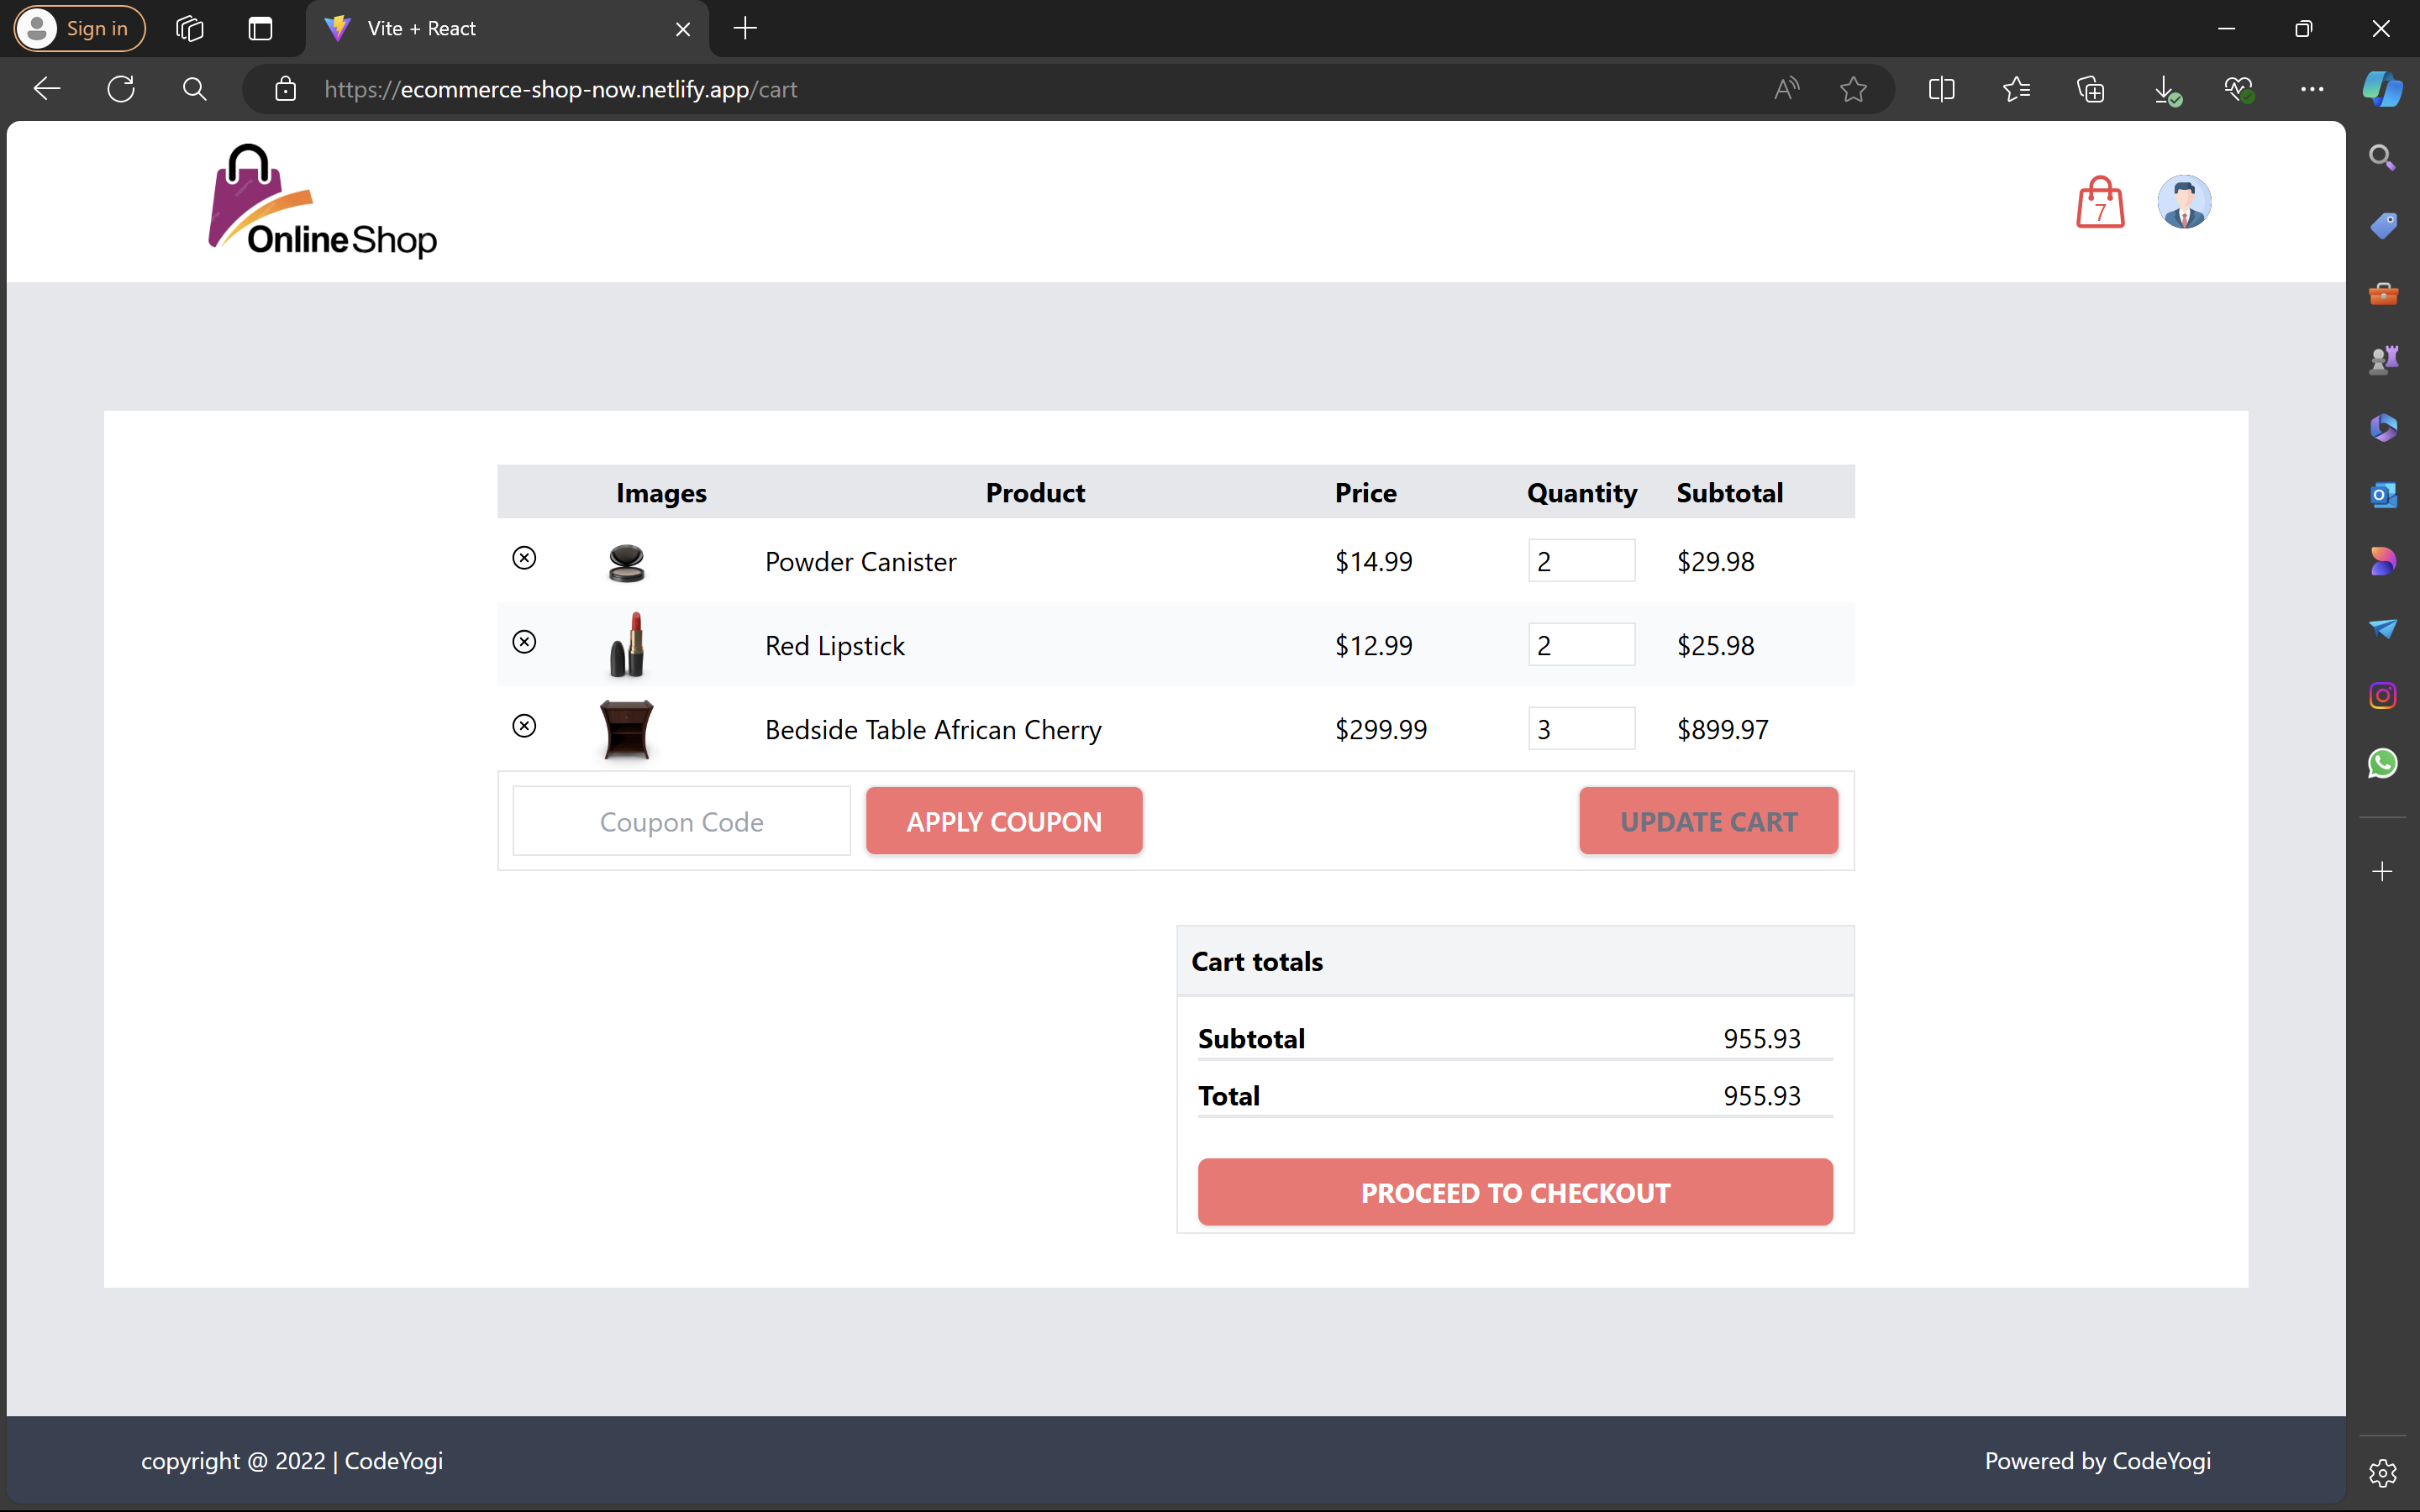 Sign in
Vite + React
https://ecommerce-shop-now.netlify.app/cart
OnlineShop
7
Images Product Price Quantity Subtotal
Powder Canister $14.99 2 $29.98
Red Lipstick $12.99 2 $25.98
Bedside Table African Cherry $299.99 3 $899.97
Coupon Code APPLY COUPON UPDATE CART
Cart totals
Subtotal 955.93
Total 955.93
PROCEED TO CHECKOUT
copyright @ 2022 | CodeYogi Powered by CodeYogi